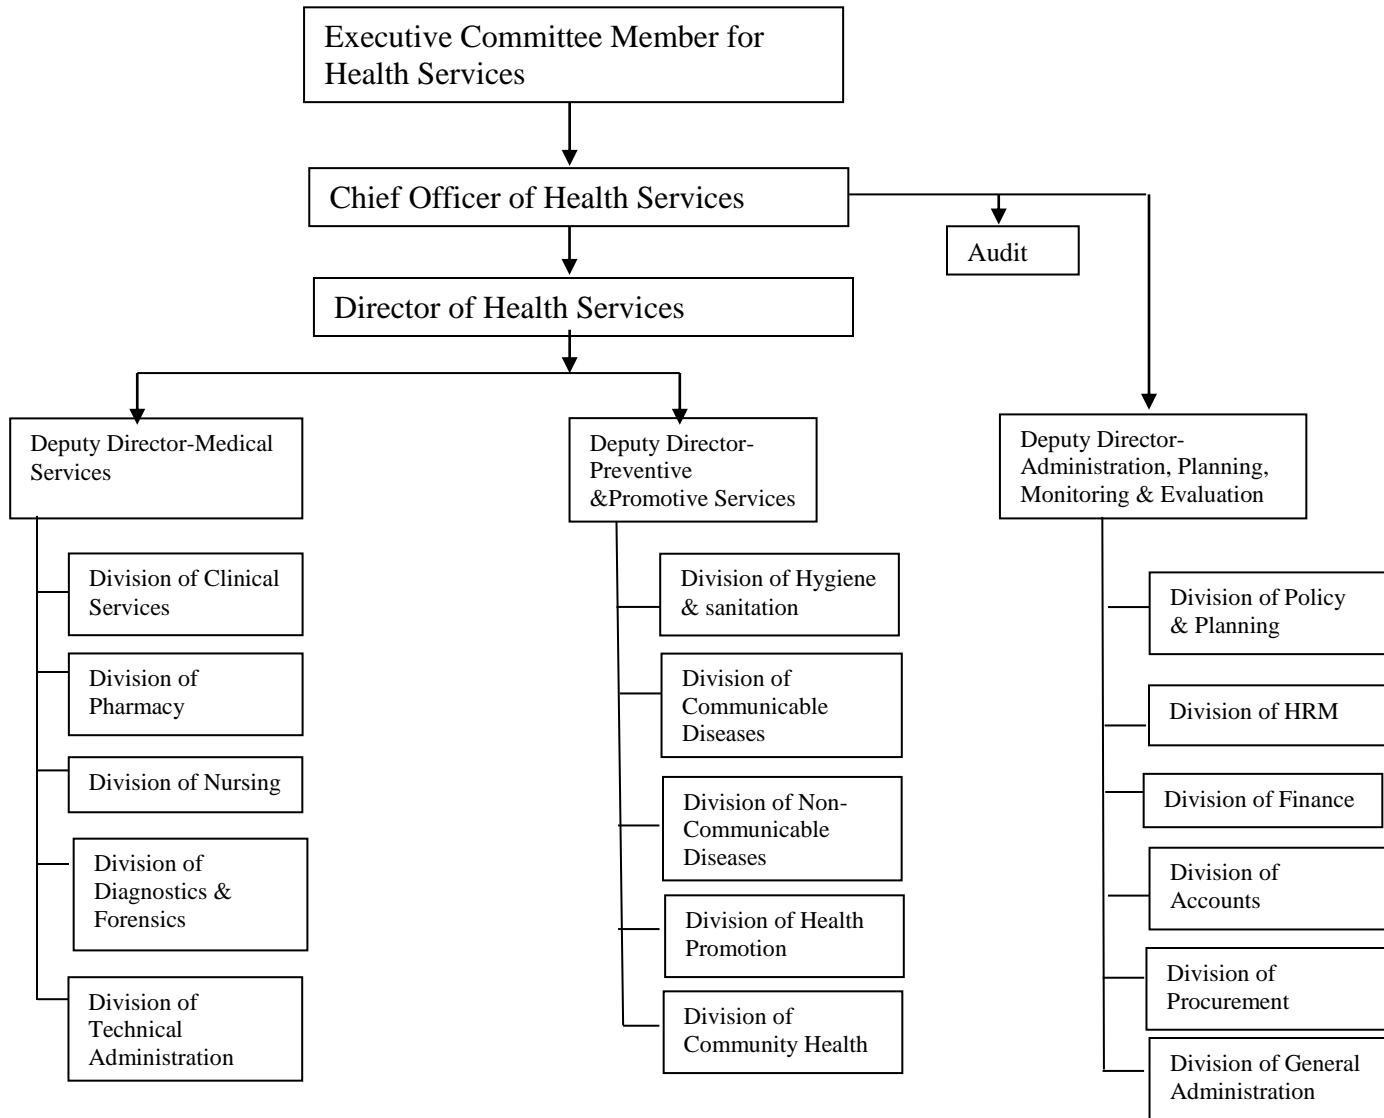 Executive Committee Member for
Health Services
Chief Officer of Health Services
Audit
Director of Health Services
Deputy Director-Medical
Services
Division of Clinical
Services
Division of
Pharmacy
Division of Nursing
Division of
Diagnostics &
Forensics
Division of
Technical
Administration
Deputy Director-
Preventive
&Promotive Services
Division of Hygiene
& sanitation
Division of
Communicable
Diseases
Division of Non-
Communicable
Diseases
Division of Health
Promotion
Division of
Community Health
Deputy Director-
Administration, Planning,
Monitoring & Evaluation
Division of Policy
& Planning
Division of HRM
Division of Finance
Division of
Accounts
Division of
Procurement
Division of General
Administration